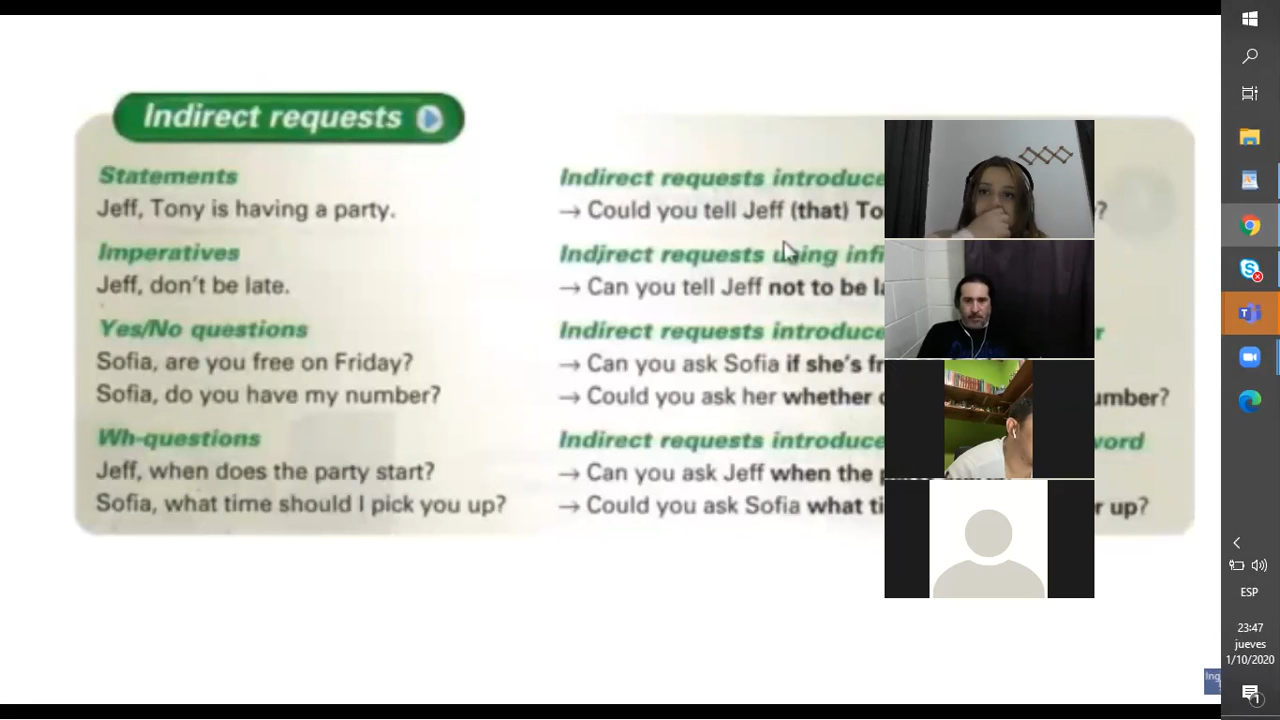 Indirect requests
Statements
Jeff, Tony is having a party.
Imperatives
Jeff, don't be late.
Yes/No questions
Sofia, are you free on Friday?
Sofia, do you have my number?
Wh-questions
Jeff, when does the party start?
Sofia, what time should I pick you up?
Indirect requests introduce
→ Could you tell Jeff (that) To ?
Indirect requests using infi
→ Can you tell Jeff not to be la
Indirect requests introduce r
→ Can you ask Sofia if she's fr
→ Could you ask her whether umber?
Indirect requests introduce word
→ Can you ask Jeff when the
→ Could you ask Sofia what ti r up?
ESP
23:47
jueves
1/10/2020
Ing
1